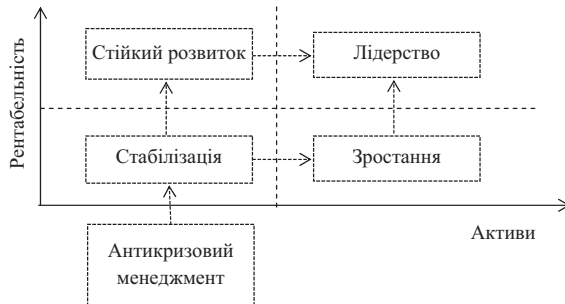 Рентабельність
Стійкий розвиток
Лідерство
Стабілізація
Зростання
Активи
Антикризовий
менеджмент